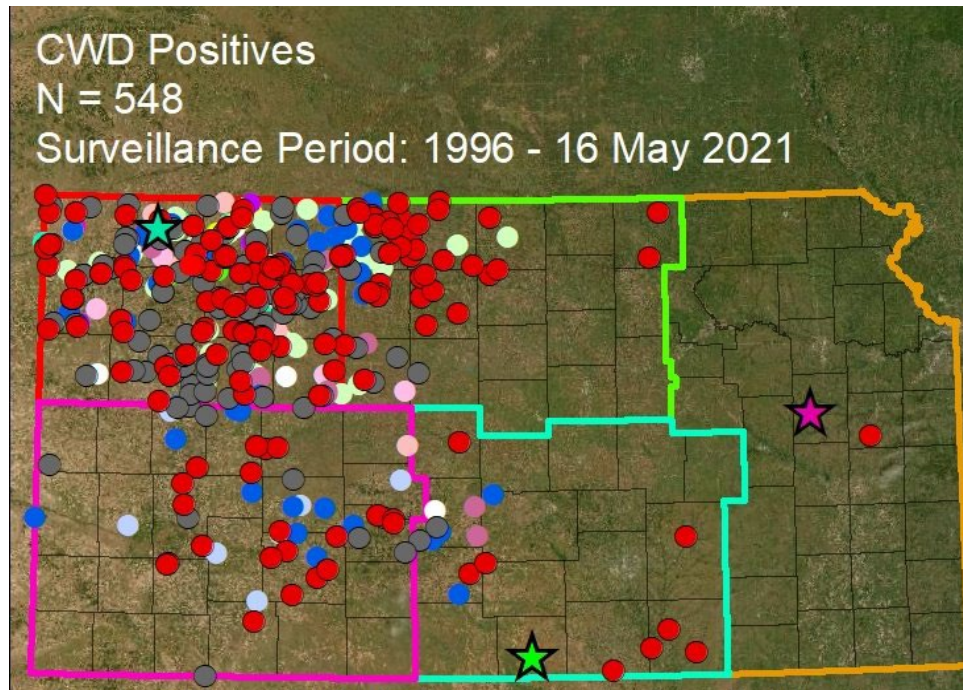 CWD Positives
N = 548
Surveillance Period: 1996 - 16 May 2021